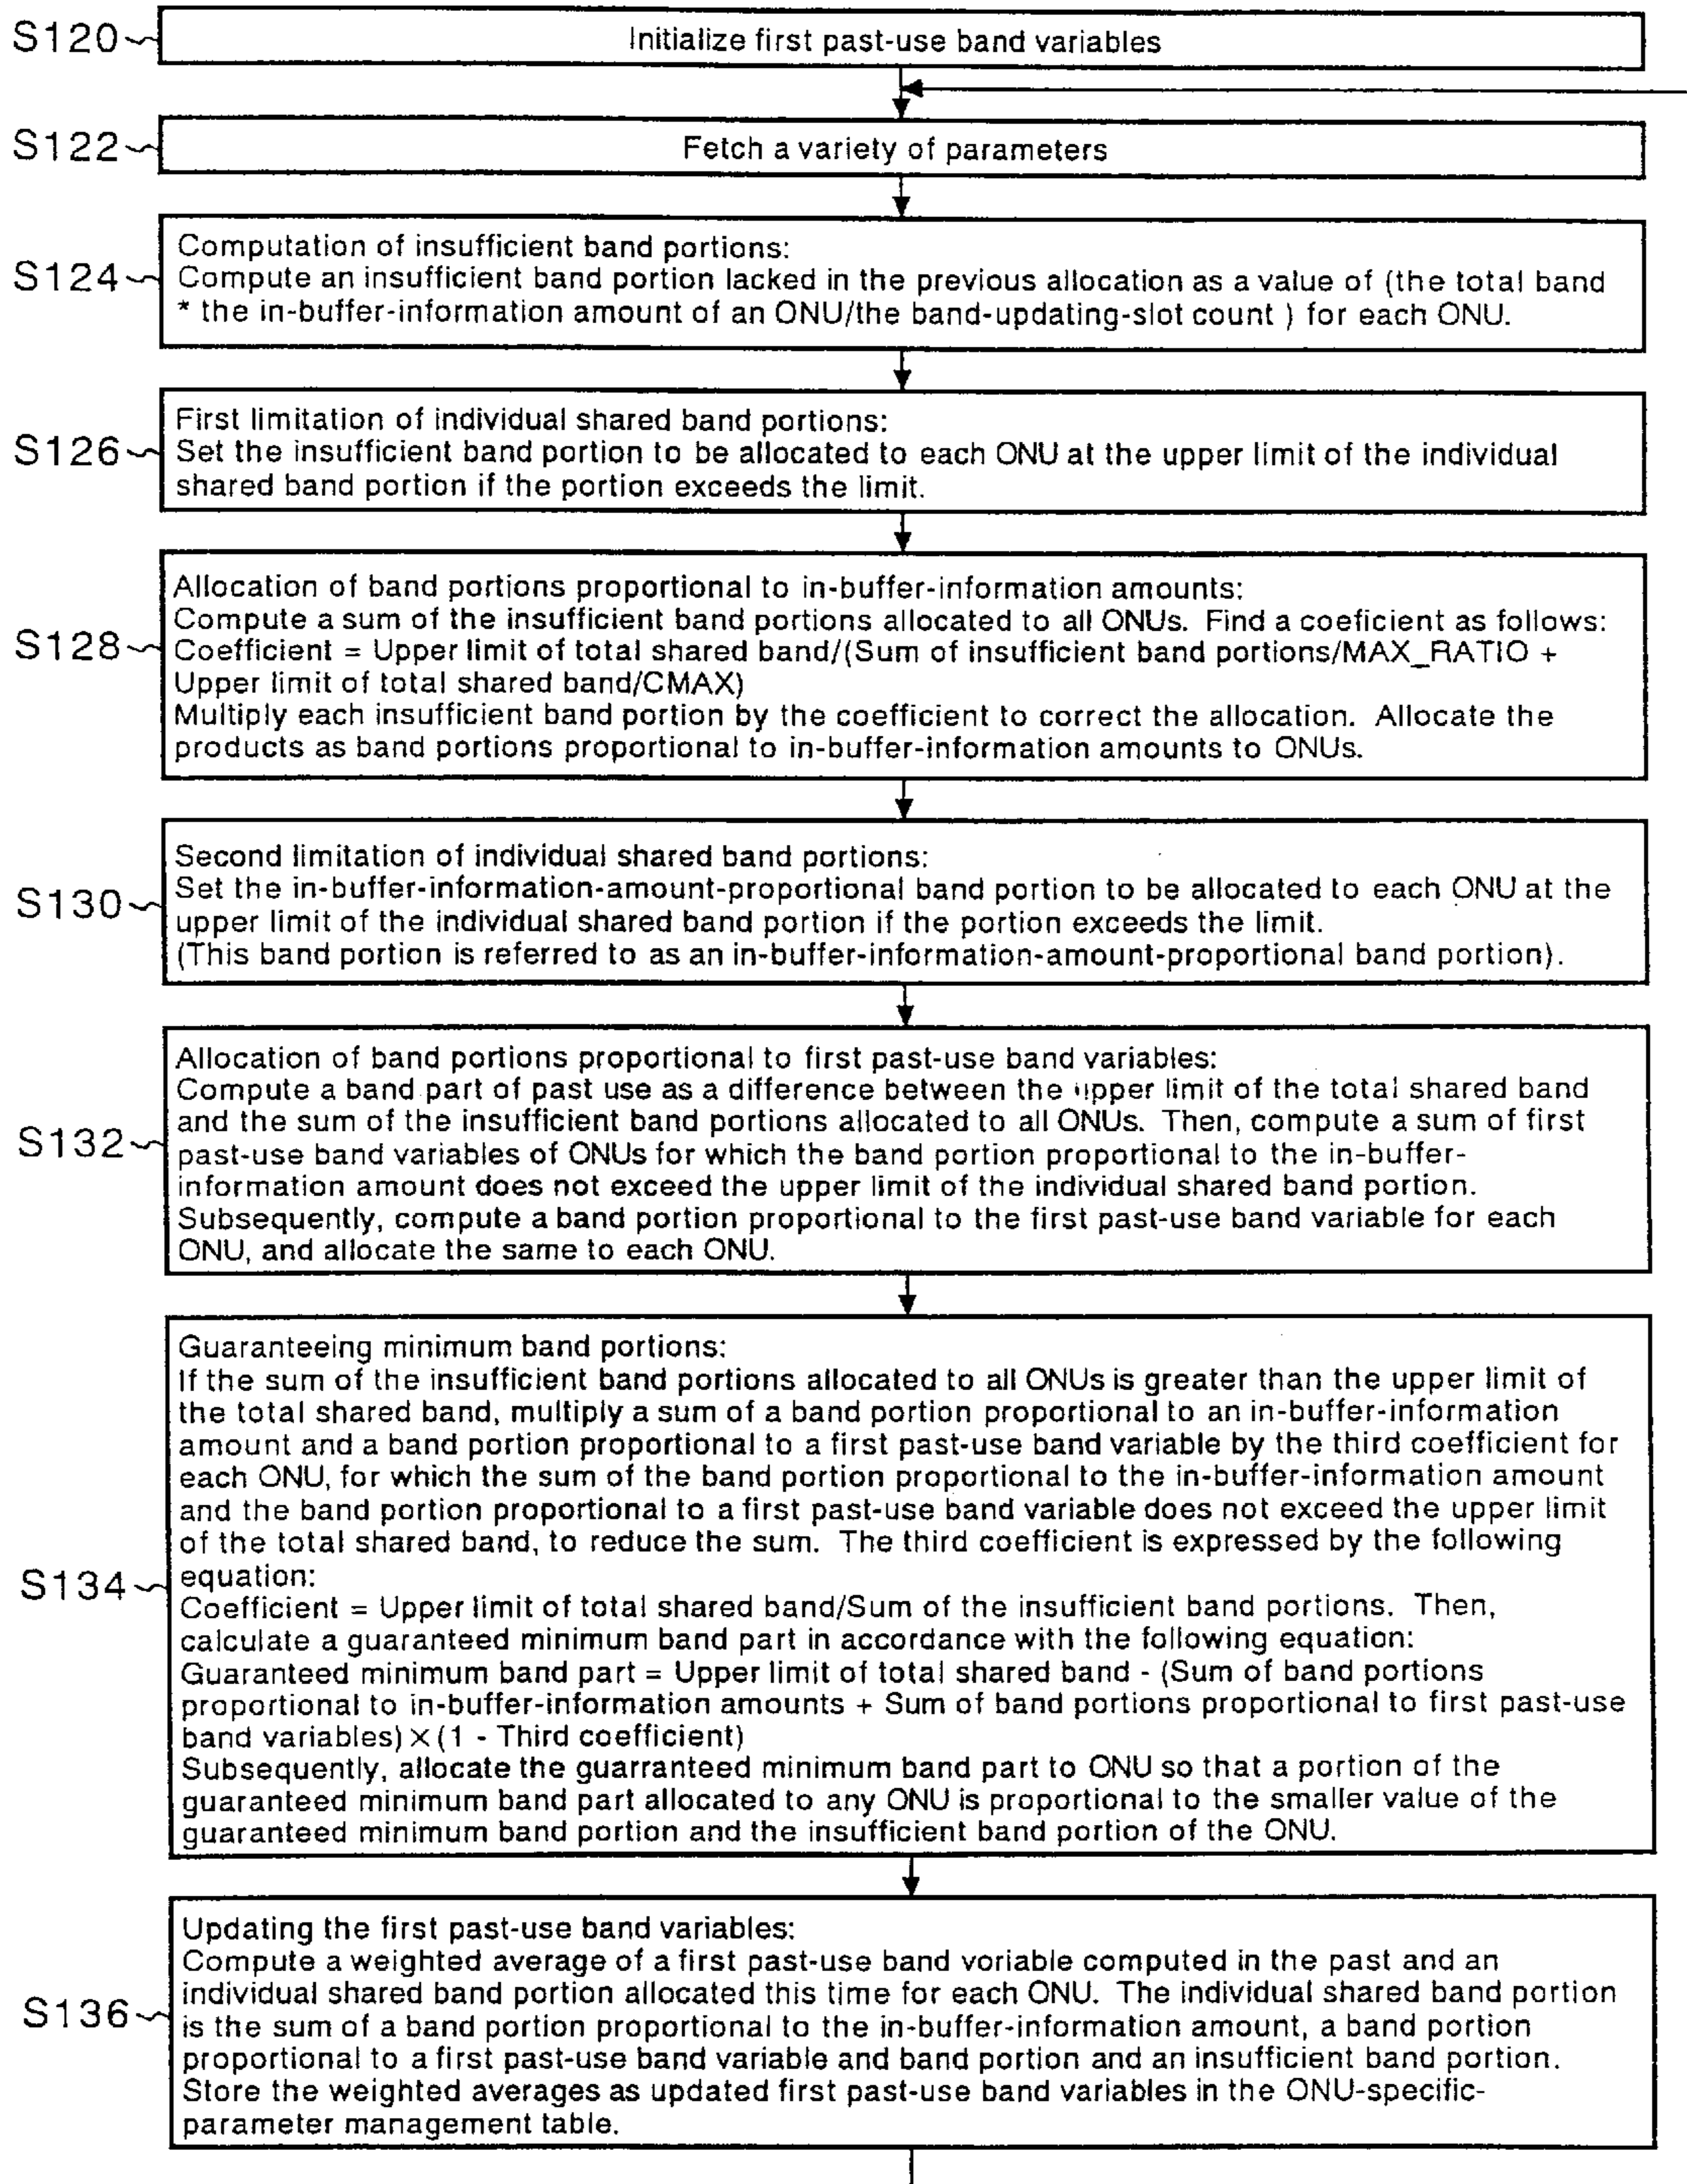 S120
Initialize first past-use band variables
S122
Fetch a variety of parameters
S124
Computation of insufficient band portions:
Compute an insufficient band portion lacked in the previous allocation as a value of (the total band
* the in-buffer-information amount of an ONU/the band-updating-slot count ) for each ONU.
S126
First limitation of individual shared band portions:
Set the insufficient band portion to be allocated to each ONU at the upper limit of the individual
shared band portion if the portion exceeds the limit.
S128
Allocation of band portions proportional to in-buffer-information amounts:
Compute a sum of the insufficient band portions allocated to all ONUs. Find a coeficient as follows:
Coefficient = Upper limit of total shared band/(Sum of insufficient band portions/MAX_RATIO +
Upper limit of total shared band/CMAX)
Multiply each insufficient band portion by the coefficient to correct the allocation. Allocate the
products as band portions proportional to in-buffer-information amounts to ONUs.
S130
Second limitation of individual shared band portions:
Set the in-buffer-information-amount-proportional band portion to be allocated to each ONU at the
upper limit of the individual shared band portion if the portion exceeds the limit.
(This band portion is referred to as an in-buffer-information-amount-proportional band portion).
S132
Allocation of band portions proportional to first past-use band variables:
Compute a band part of past use as a difference between the upper limit of the total shared band
and the sum of the insufficient band portions allocated to all ONUs. Then, compute a sum of first
past-use band variables of ONUs for which the band portion proportional to the in-buffer-
information amount does not exceed the upper limit of the individual shared band portion.
Subsequently, compute a band portion proportional to the first past-use band variable for each
ONU, and allocate the same to each ONU.
S134
Guaranteeing minimum band portions:
If the sum of the insufficient band portions allocated to all ONUs is greater than the upper limit of
the total shared band, multiply a sum of a band portion proportional to an in-buffer-information
amount and a band portion proportional to a first past-use band variable by the third coefficient for
each ONU, for which the sum of the band portion proportional to the in-buffer-information amount
and the band portion proportional to a first past-use band variable does not exceed the upper limit
of the total shared band, to reduce the sum. The third coefficient is expressed by the following
equation:
Coefficient = Upper limit of total shared band/Sum of the insufficient band portions. Then,
calculate a guaranteed minimum band part in accordance with the following equation:
Guaranteed minimum band part = Upper limit of total shared band - (Sum of band portions
proportional to in-buffer-information amounts + Sum of band portions proportional to first past-use
band variables) × (1 - Third coefficient)
Subsequently, allocate the guarranteed minimum band part to ONU so that a portion of the
guaranteed minimum band part allocated to any ONU is proportional to the smaller value of the
guaranteed minimum band portion and the insufficient band portion of the ONU.
S136
Updating the first past-use band variables:
Compute a weighted average of a first past-use band voriable computed in the past and an
individual shared band portion allocated this time for each ONU. The individual shared band portion
is the sum of a band portion proportional to the in-buffer-information amount, a band portion
proportional to a first past-use band variable and band portion and an insufficient band portion.
Store the weighted averages as updated first past-use band variables in the ONU-specific-
parameter management table.